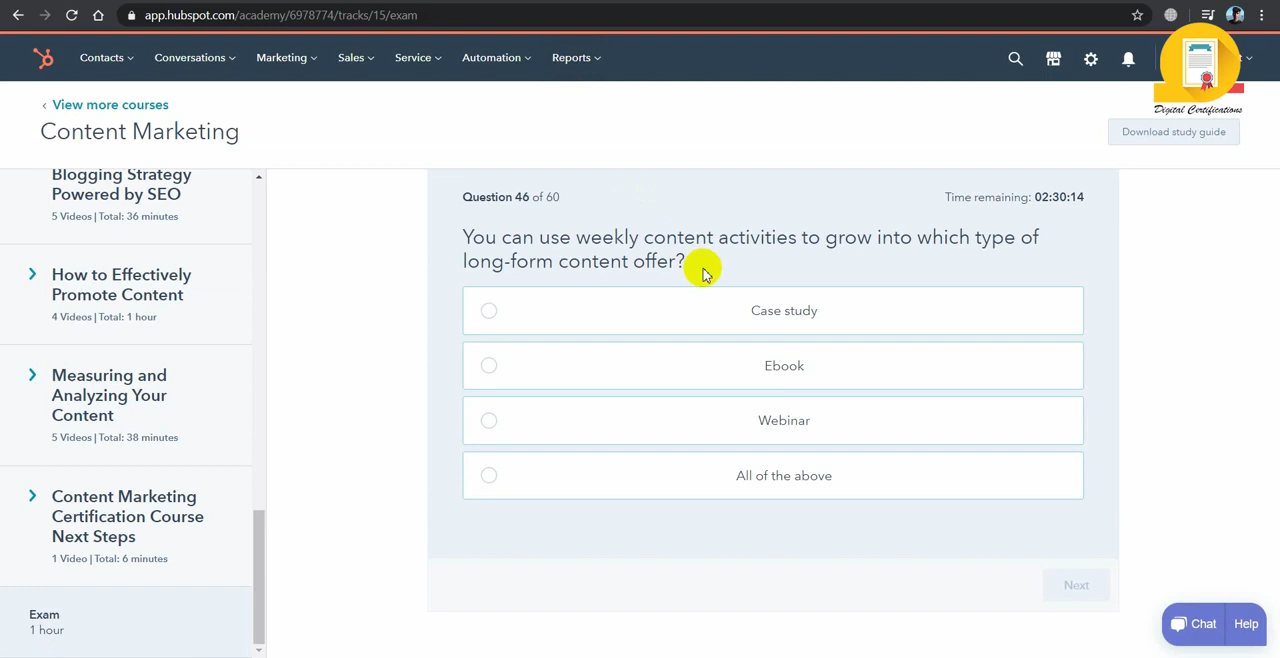 app.hubspot.com/academy/6978774/tracks/15/exam
Contacts Conversations Marketing Sales Service Automation Reports
Digital Certifications
‹ View more courses
Content Marketing
Download study guide
Blogging Strategy
Powered by SEO
5 Videos | Total: 36 minutes
How to Effectively
Promote Content
4 Videos | Total: 1 hour
Measuring and
Analyzing Your
Content
5 Videos | Total: 38 minutes
Content Marketing
Certification Course
Next Steps
1 Video | Total: 6 minutes
Exam
1 hour
Question 46 of 60
Time remaining: 02:30:14
You can use weekly content activities to grow into which type of
long-form content offer?
Case study
Ebook
Webinar
All of the above
Next
Chat Help